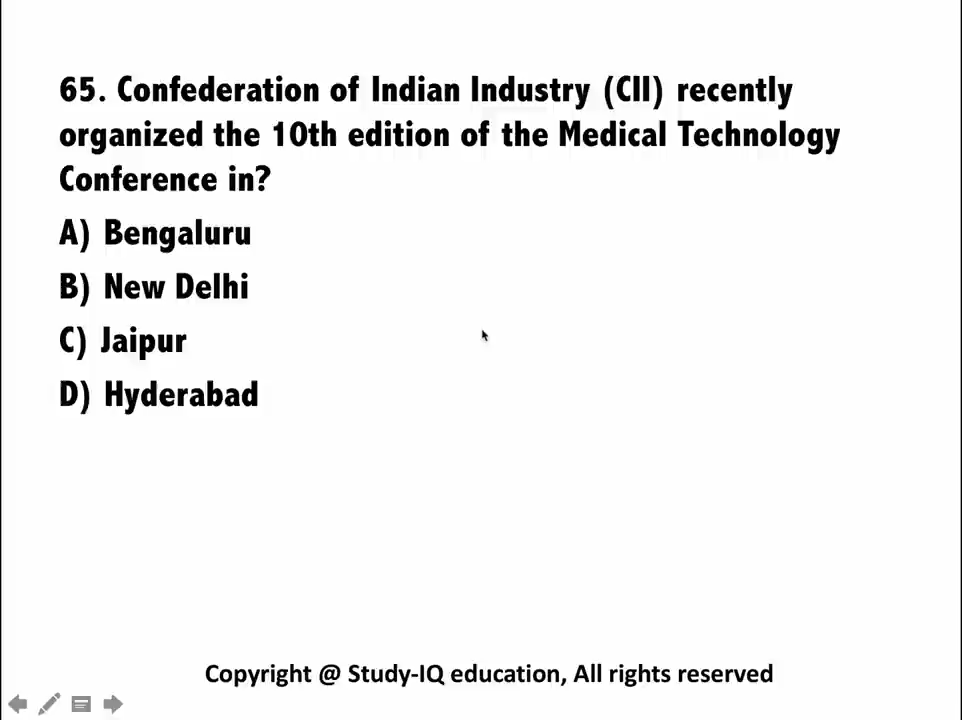 65. Confederation of Indian Industry (CII) recently
organized the 10th edition of the Medical Technology
Conference in?
A) Bengaluru
B) New Delhi
C) Jaipur
D) Hyderabad
Copyright @ Study-IQ education, All rights reserved